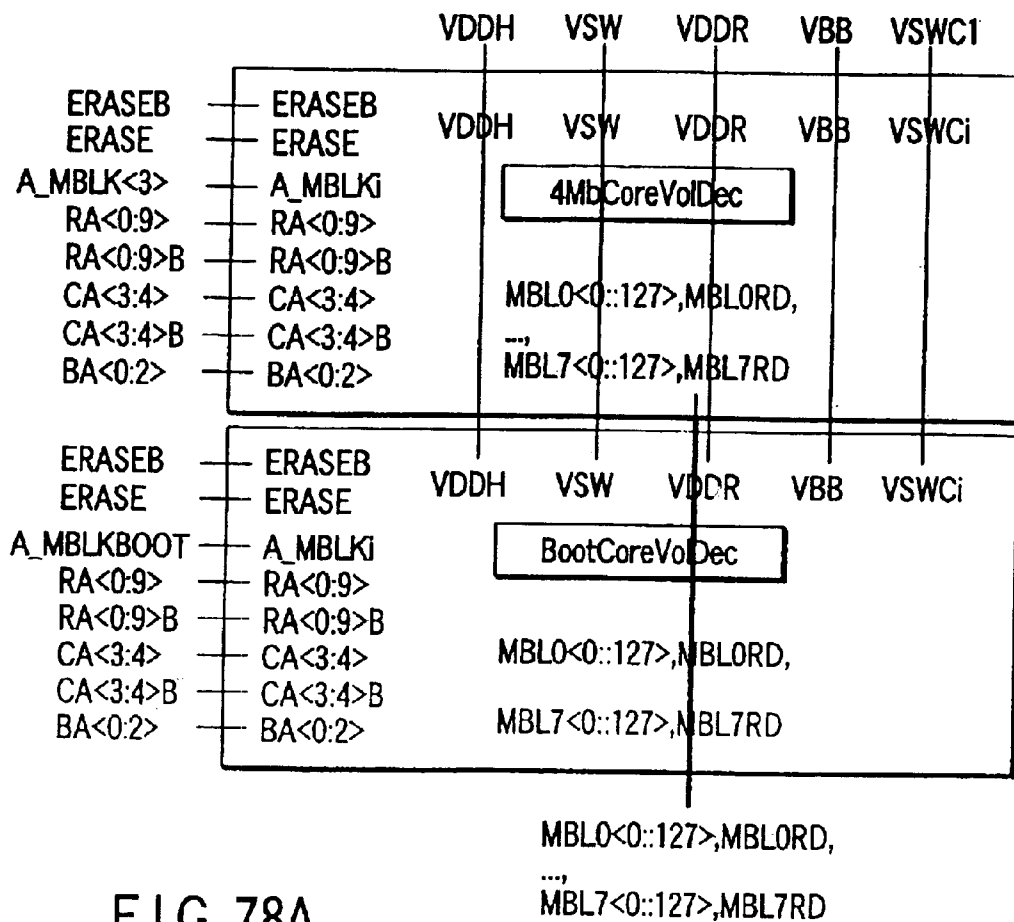 VDDH VSW VDDR VBB VSWC1
ERASEB ERASEB
VDDH VSW VDDR VBB VSWCi
ERASE ERASE
A_MBLK<3> A_MBLKi
4MbCoreVolDec
RA<0:9> RA<0:9>
RA<0:9>B RA<0:9>B
CA<3:4> CA<3:4>
MBL0<0::127>,MBL0RD,
CA<3:4>B CA<3:4>B
...,
BA<0:2> BA<0:2>
MBL7<0::127>,MBL7RD
ERASEB ERASEB
VDDH VSW VDDR VBB VSWCi
ERASE ERASE
A_MBLKBOOT A_MBLKi
BootCoreVolDec
RA<0:9> RA<0:9>
RA<0:9>B RA<0:9>B
CA<3:4> CA<3:4>
MBL0<0::127>,MBL0RD,
CA<3:4>B CA<3:4>B
BA<0:2> BA<0:2>
MBL7<0::127>,MBL7RD
MBL0<0::127>,MBL0RD,
...,
MBL7<0::127>,MBL7RD
FIG. 78A